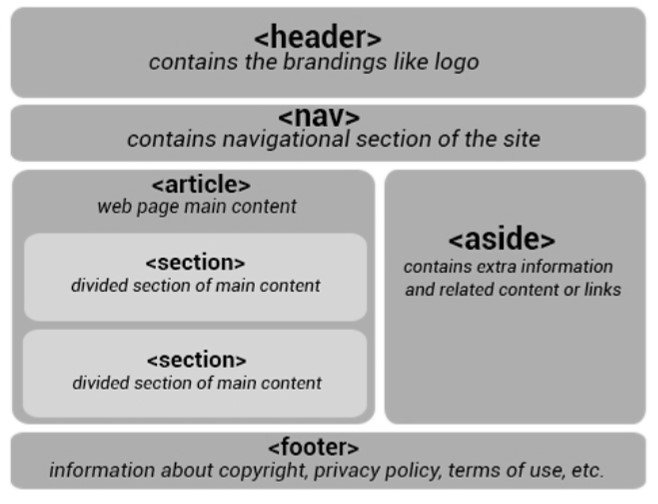 <header>
contains the brandings like logo
<nav>
contains navigational section of the site
<article>
web page main content
<section>
divided section of main content
<section>
divided section of main content
<aside>
contains extra information
and related content or links
<footer>
information about copyright, privacy policy, terms of use, etc.